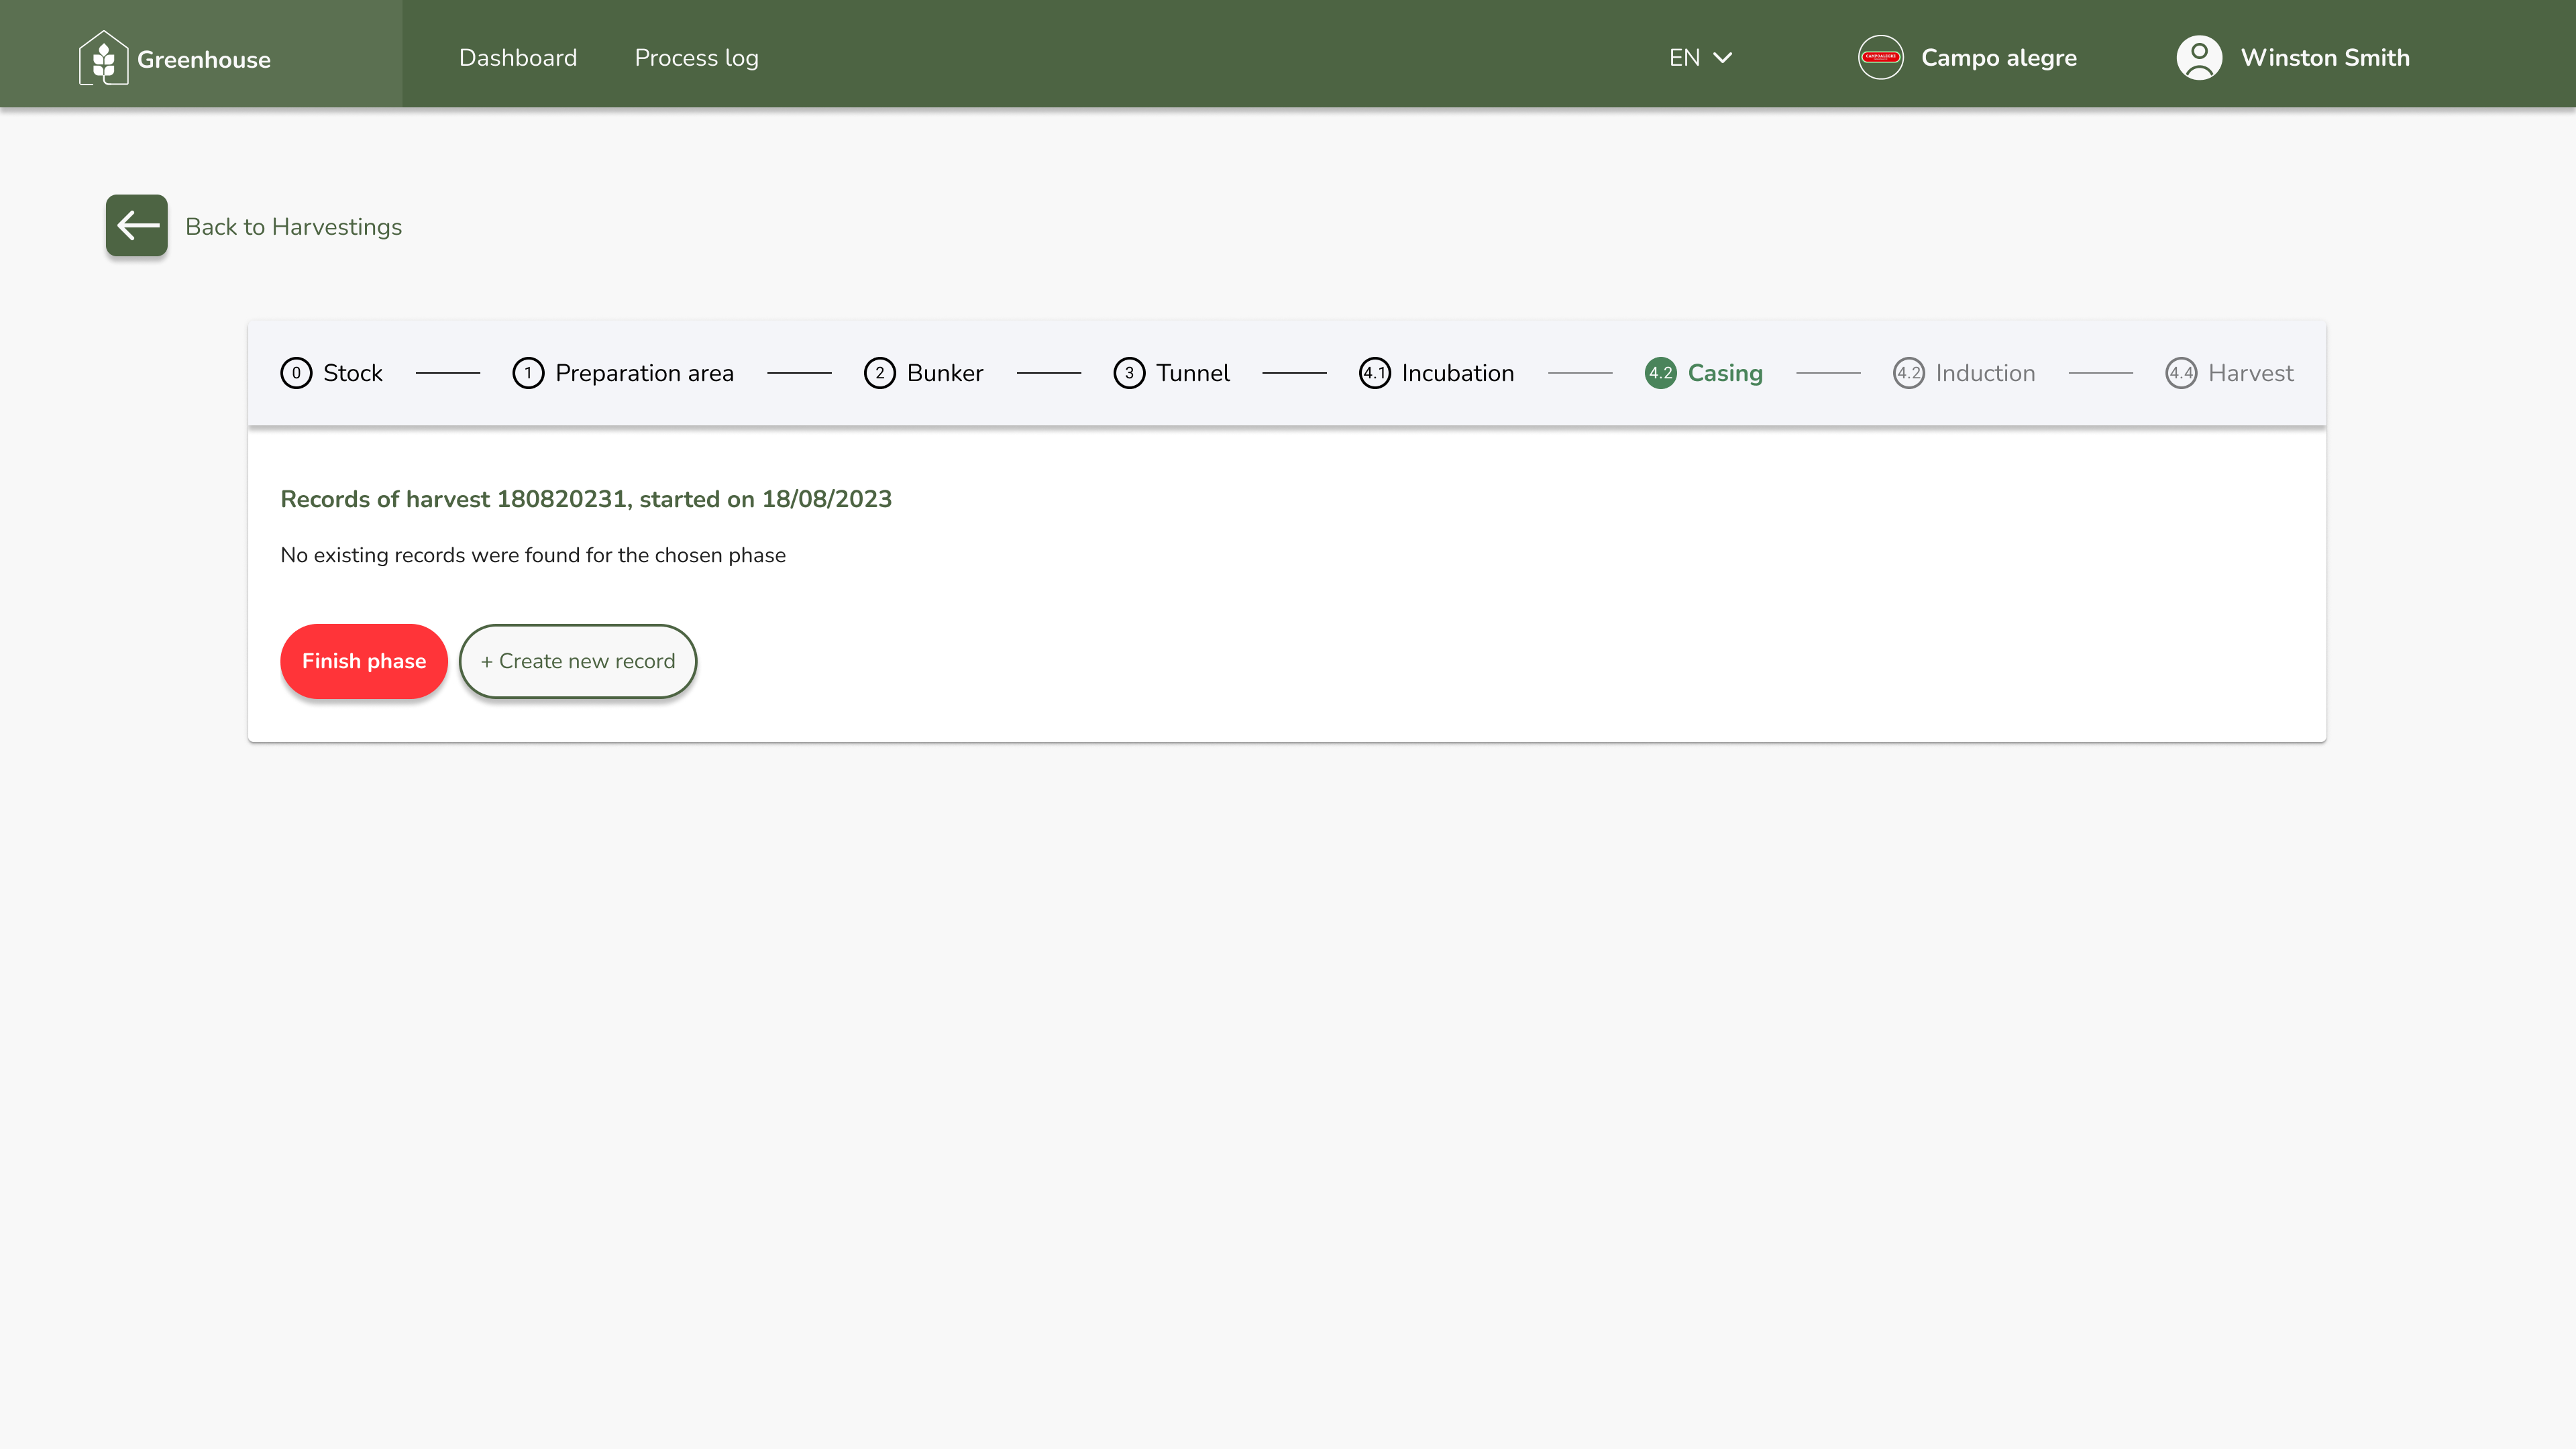 Greenhouse
Dashboard
Process log
EN
Campo alegre
Winston Smith
Back to Harvestings
0 Stock
1 Preparation area
2 Bunker
3 Tunnel
4.1 Incubation
4.2 Casing
4.2 Induction
4.4 Harvest
Records of harvest 180820231, started on 18/08/2023
No existing records were found for the chosen phase
Finish phase
+ Create new record